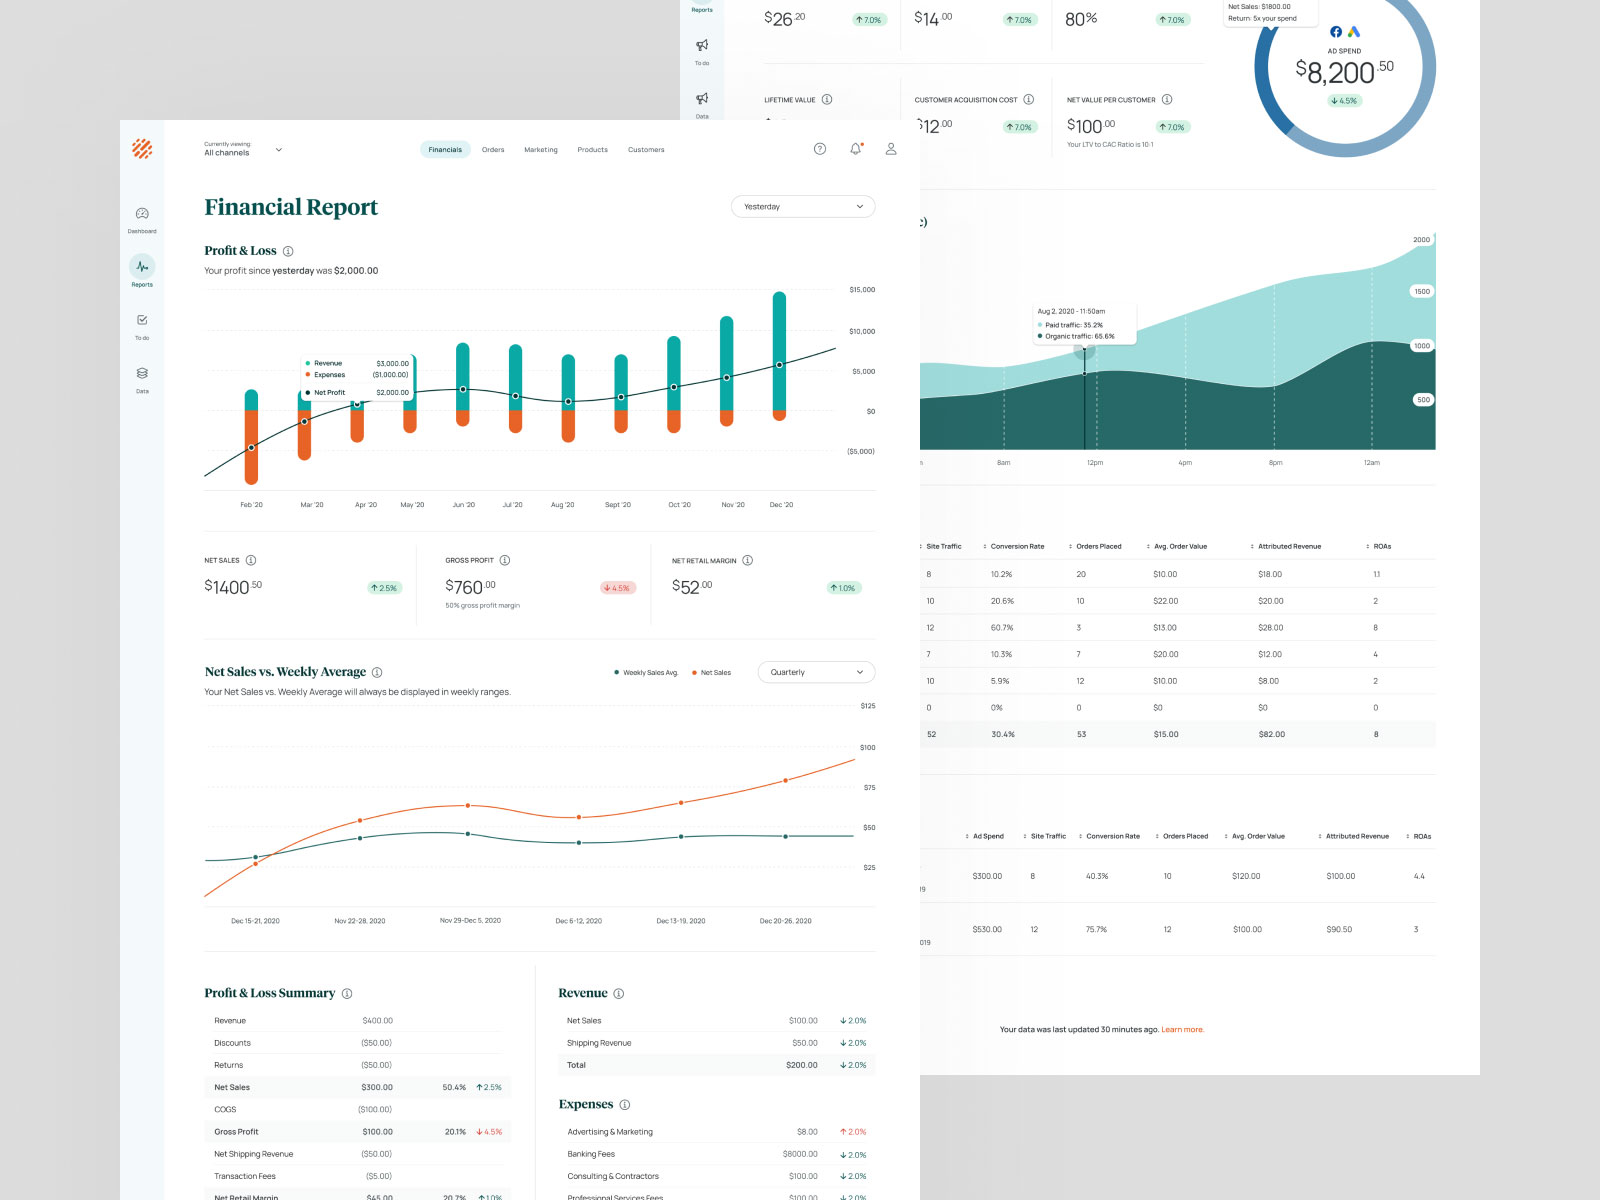 Currently viewing:
All channels
Financials
Orders
Marketing
Products
Customers
Dashboard
Reports
To do
Data
Financial Report
Yesterday
Profit & Loss
Your profit since yesterday was $2,000.00
$15,000
$10,000
$5,000
$0
($5,000)
Revenue $3,000.00
Expenses ($1,000.00)
Net Profit $2,000.00
Feb '20
Mar '20
Apr '20
May '20
Jun '20
Jul '20
Aug '20
Sept '20
Oct '20
Nov '20
Dec '20
NET SALES
$1400.50
2.5%
GROSS PROFIT
$760.00
4.5%
50% gross profit margin
NET RETAIL MARGIN
$52.00
1.0%
Net Sales vs. Weekly Average
Weekly Sales Avg.
Net Sales
Quarterly
Your Net Sales vs. Weekly Average will always be displayed in weekly ranges.
$125
$100
$75
$50
$25
Dec 15-21, 2020
Nov 22-28, 2020
Nov 29-Dec 5, 2020
Dec 6-12, 2020
Dec 13-19, 2020
Dec 20-26, 2020
Profit & Loss Summary
Revenue $400.00
Discounts ($50.00)
Returns ($50.00)
Net Sales $300.00 50.4% 2.5%
COGS ($100.00)
Gross Profit $100.00 20.1% 4.5%
Net Shipping Revenue ($50.00)
Transaction Fees ($5.00)
Net Retail Margin $45.00 20.7% 1.0%
Revenue
Net Sales $100.00 2.0%
Shipping Revenue $50.00 2.0%
Total $200.00 2.0%
Expenses
Advertising & Marketing $8.00 2.0%
Banking Fees $8000.00 2.0%
Consulting & Contractors $100.00 2.0%
Professional Services Fees $100.00 2.0%
Reports
To do
Data
$26.20
7.0%
$14.00
7.0%
80%
7.0%
LIFETIME VALUE
CUSTOMER ACQUISITION COST
$12.00
7.0%
NET VALUE PER CUSTOMER
$100.00
7.0%
Your LTV to CAC Ratio is 10:1
Net Sales: $1800.00
Return: 5x your spend
AD SPEND
$8,200.50
4.5%
c)
2000
1500
1000
500
Aug 2, 2020 - 11:50am
Paid traffic: 35.2%
Organic traffic: 65.6%
8am
12pm
4pm
8pm
12am
Site Traffic Conversion Rate Orders Placed Avg. Order Value Attributed Revenue ROAs
8 10.2% 20 $10.00 $18.00 1.1
10 20.6% 10 $22.00 $20.00 2
12 60.7% 3 $13.00 $28.00 8
7 10.3% 7 $20.00 $12.00 4
10 5.9% 12 $10.00 $8.00 2
0 0% 0 $0 $0 0
52 30.4% 53 $15.00 $82.00 8
Ad Spend Site Traffic Conversion Rate Orders Placed Avg. Order Value Attributed Revenue ROAs
$300.00 8 40.3% 10 $120.00 $100.00 4.4
19
$530.00 12 75.7% 12 $100.00 $90.50 3
019
Your data was last updated 30 minutes ago. Learn more.